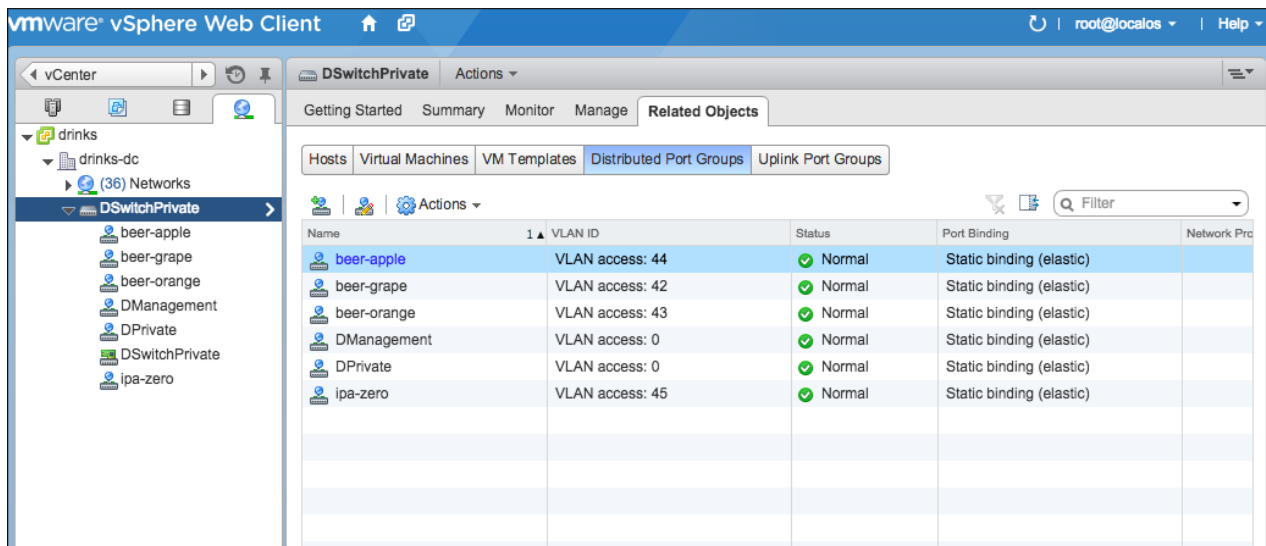 vmware® vSphere Web Client root@localos Help
vCenter DSwitchPrivate Actions
Getting Started Summary Monitor Manage Related Objects
drinks
drinks-dc
Hosts Virtual Machines VM Templates Distributed Port Groups Uplink Port Groups
(36) Networks
DSwitchPrivate
Actions Filter
beer-apple
beer-grape
beer-orange
DManagement
DPrivate
DSwitchPrivate
ipa-zero
Name 1 VLAN ID Status Port Binding Network Prc
beer-apple VLAN access: 44 Normal Static binding (elastic)
beer-grape VLAN access: 42 Normal Static binding (elastic)
beer-orange VLAN access: 43 Normal Static binding (elastic)
DManagement VLAN access: 0 Normal Static binding (elastic)
DPrivate VLAN access: 0 Normal Static binding (elastic)
ipa-zero VLAN access: 45 Normal Static binding (elastic)